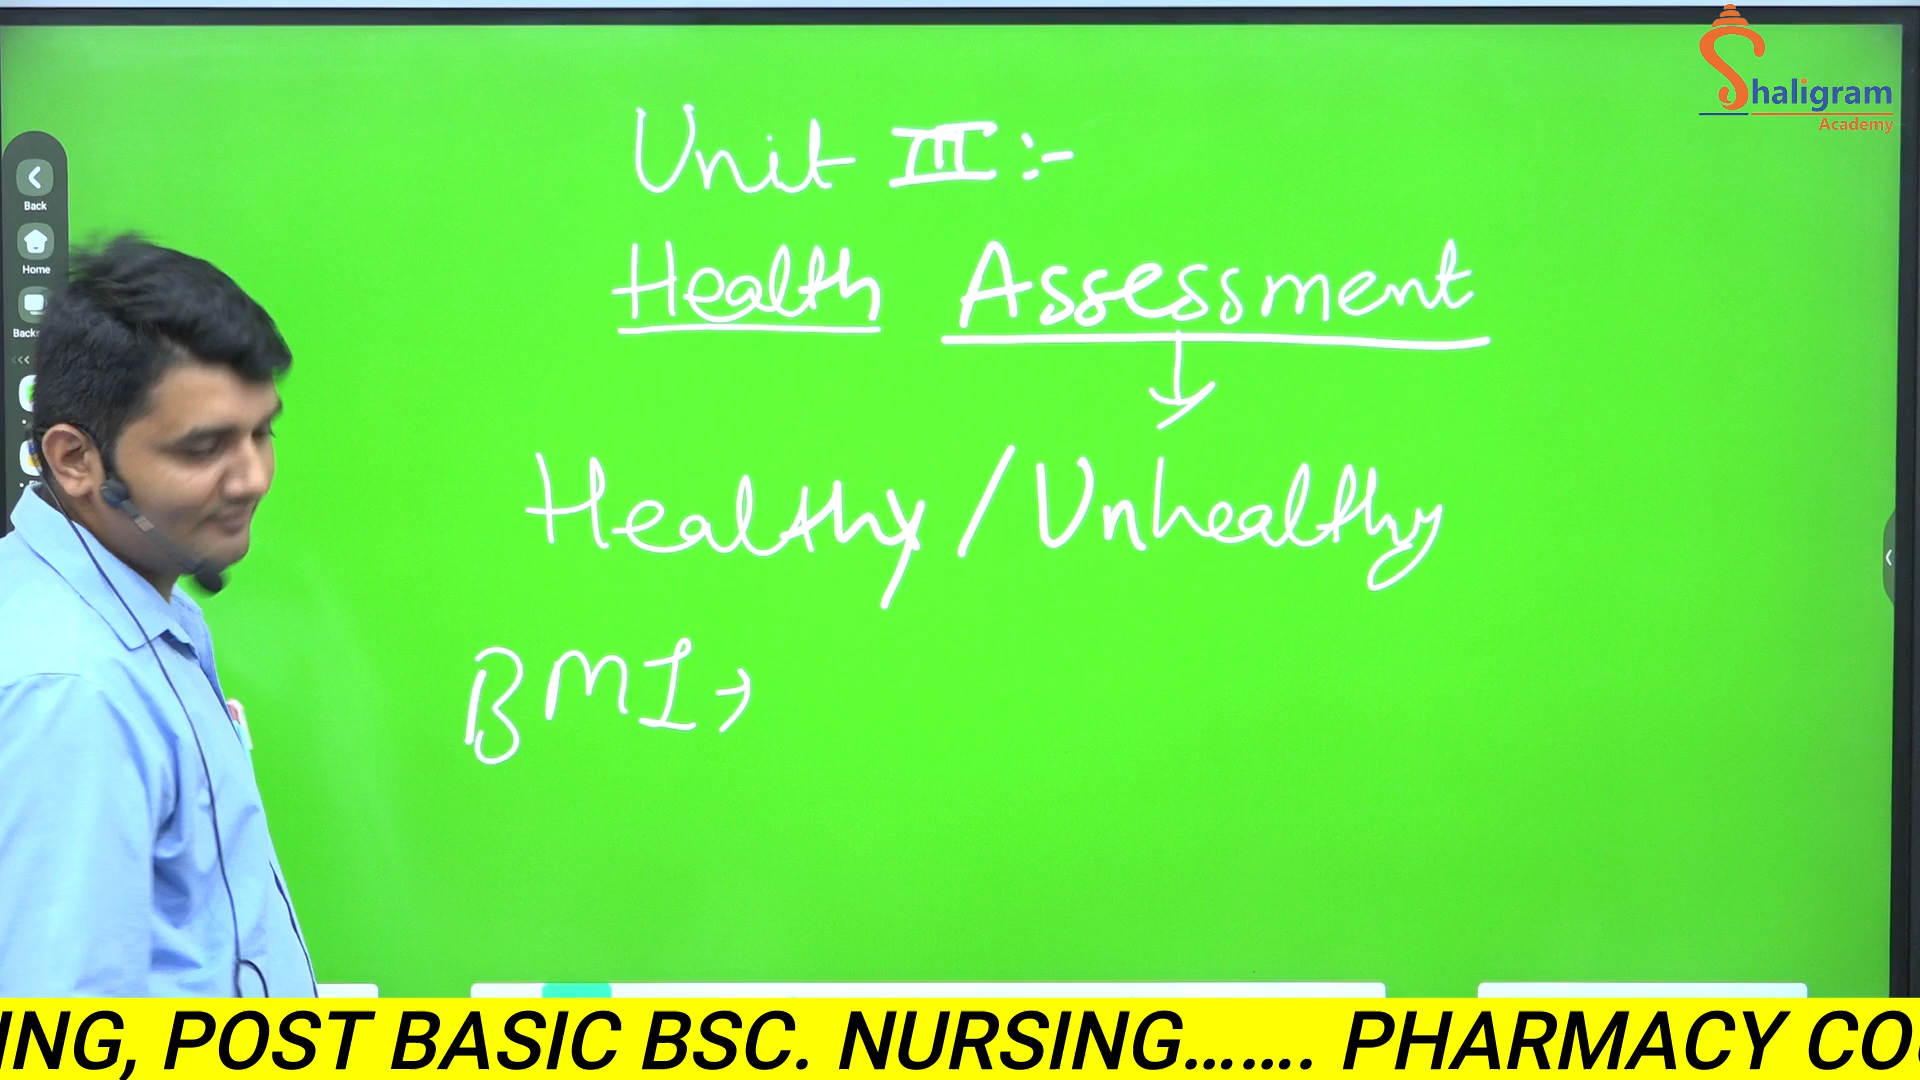 Shaligram
Academy
Unit III :-
Health Assessment
↓
Healthy / Unhealthy
BMI →
Back
Home
ING, POST BASIC BSC. NURSING....... PHARMACY CO